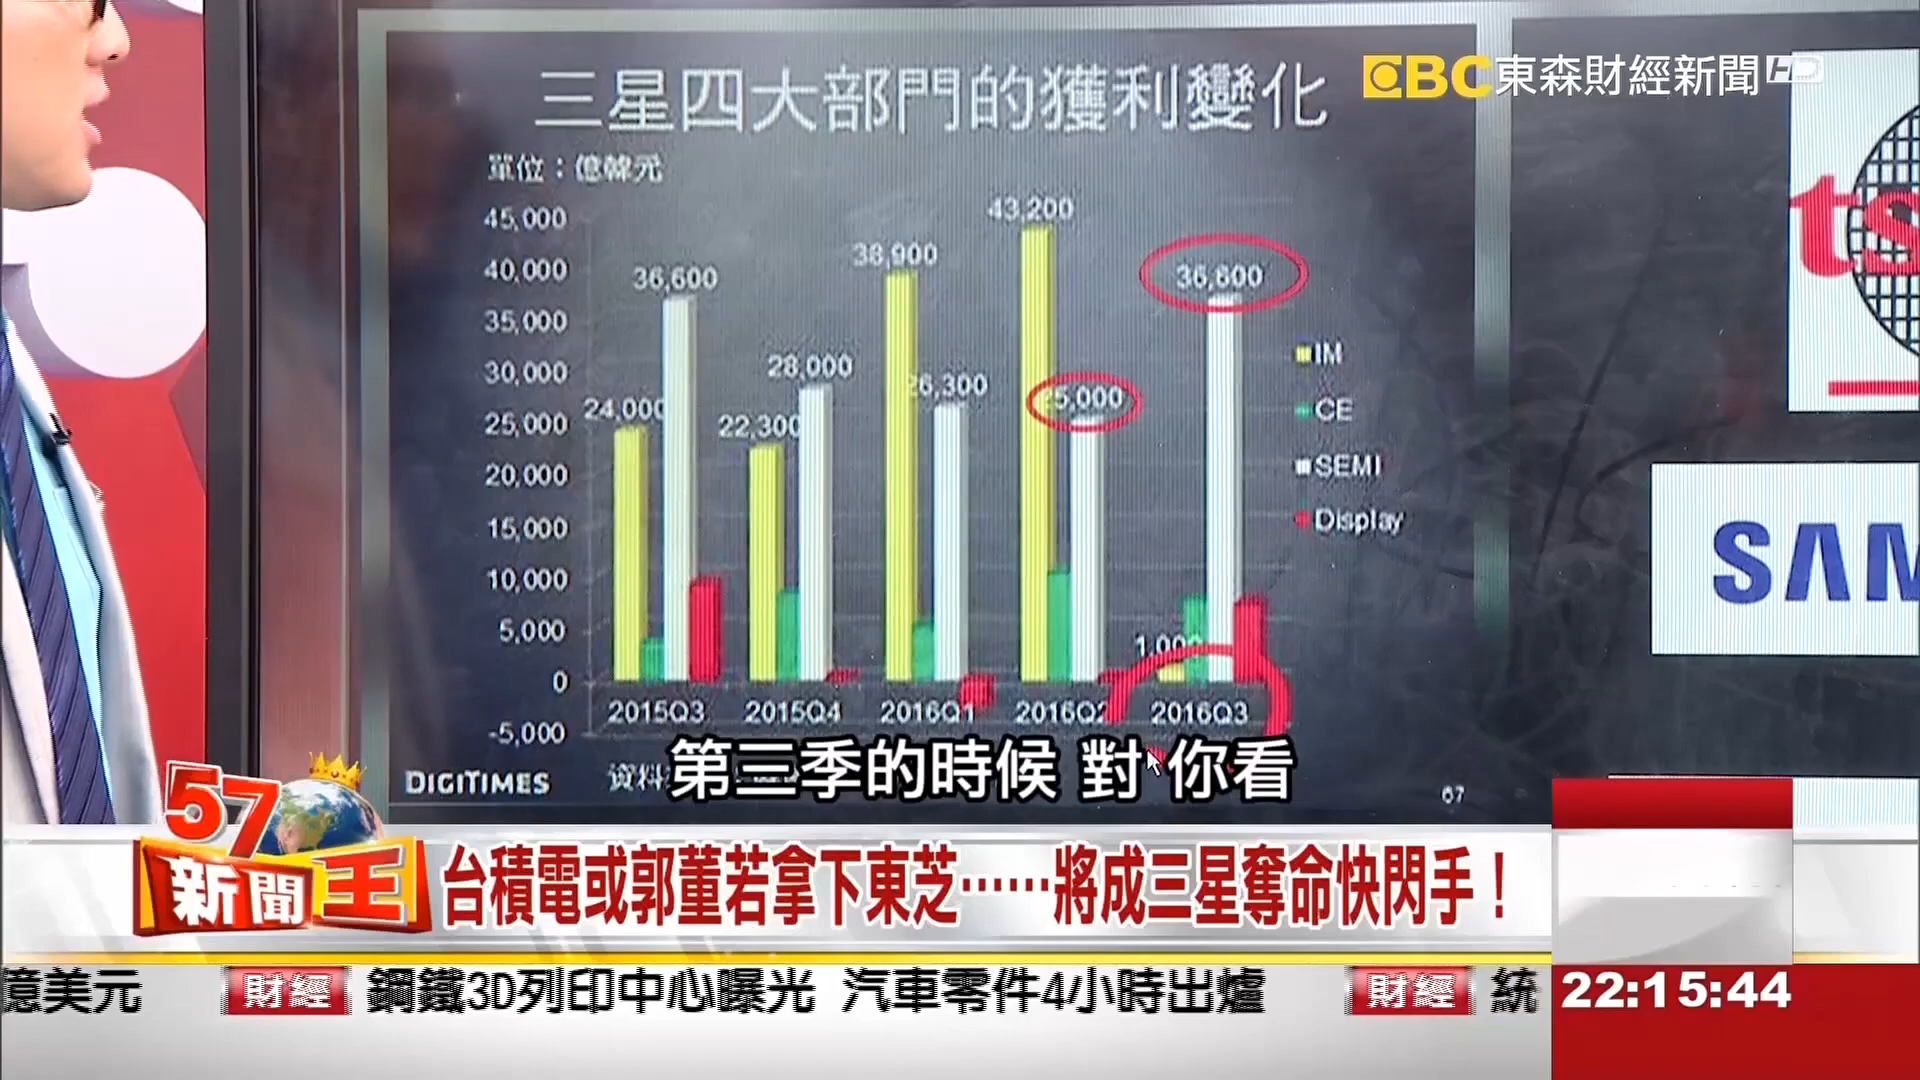 三星四大部門的獲利變化
EBC東森財經新聞HD
單位：億韓元
45,000
40,000
35,000
30,000
25,000
20,000
15,000
10,000
5,000
0
-5,000
24,000
36,600
22,300
28,000
38,900
26,300
43,200
25,000
1,000
36,600
IM
CE
SEMI
Display
2015Q3
2015Q4
2016Q1
2016Q2
2016Q3
DIGITIMES
資料
67
ts
SAM
第三季的時候 對 你看
57
新聞王
台積電或郭董若拿下東芝⋯⋯將成三星奪命快閃手！
億美元 財經 鋼鐵3D列印中心曝光 汽車零件4小時出爐 財經 統
22:15:44